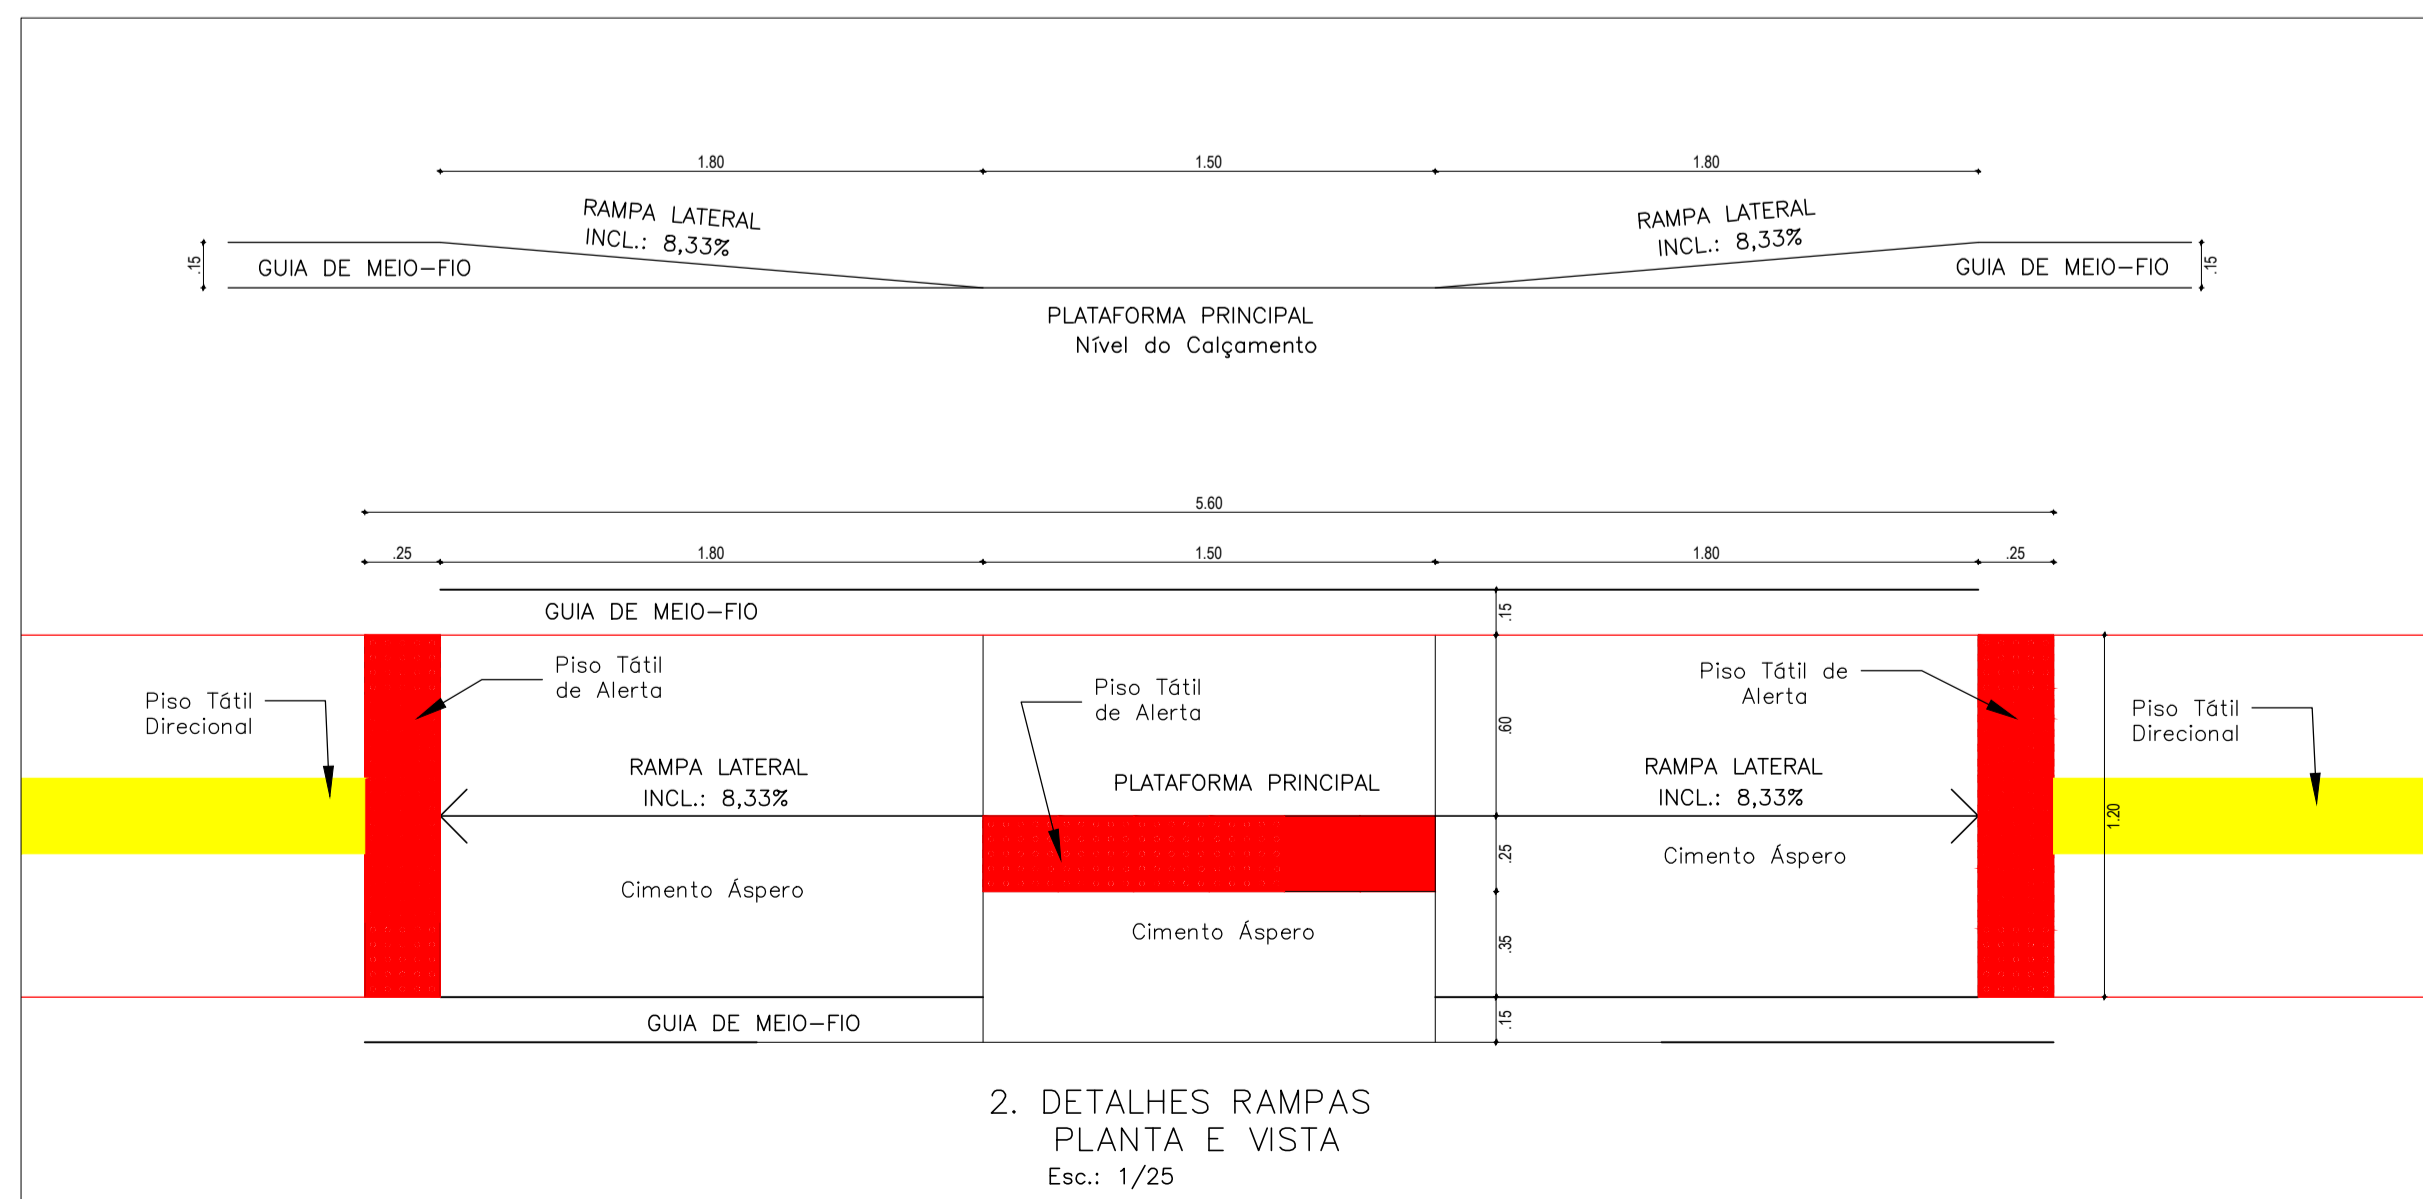 1.80
1.50
1.80
RAMPA LATERAL
INCL.: 8,33%
RAMPA LATERAL
INCL.: 8,33%
.15
GUIA DE MEIO-FIO
GUIA DE MEIO-FIO
.15
PLATAFORMA PRINCIPAL
Nível do Calçamento
5.60
.25
1.80
1.50
1.80
.25
GUIA DE MEIO-FIO
.15
Piso Tátil
de Alerta
Piso Tátil de
Alerta
Piso Tátil
Direcional
Piso Tátil
de Alerta
.60
Piso Tátil
Direcional
RAMPA LATERAL
INCL.: 8,33%
PLATAFORMA PRINCIPAL
RAMPA LATERAL
INCL.: 8,33%
1.20
.25
Cimento Áspero
Cimento Áspero
Cimento Áspero
.35
GUIA DE MEIO-FIO
.15
2. DETALHES RAMPAS
PLANTA E VISTA
Esc.: 1/25